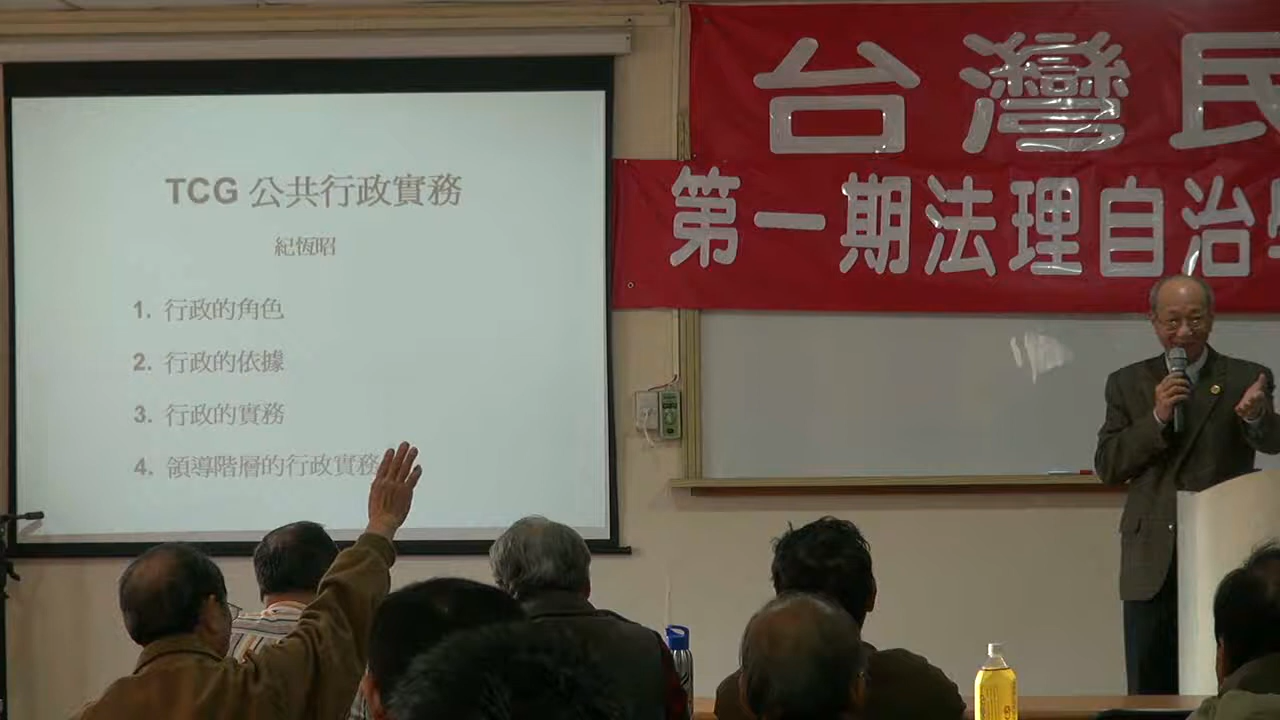 TCG 公共行政實務
紀恆昭
1. 行政的角色
2. 行政的依據
3. 行政的實務
4. 領導階層的行政實務
台灣民
第一期法理自治